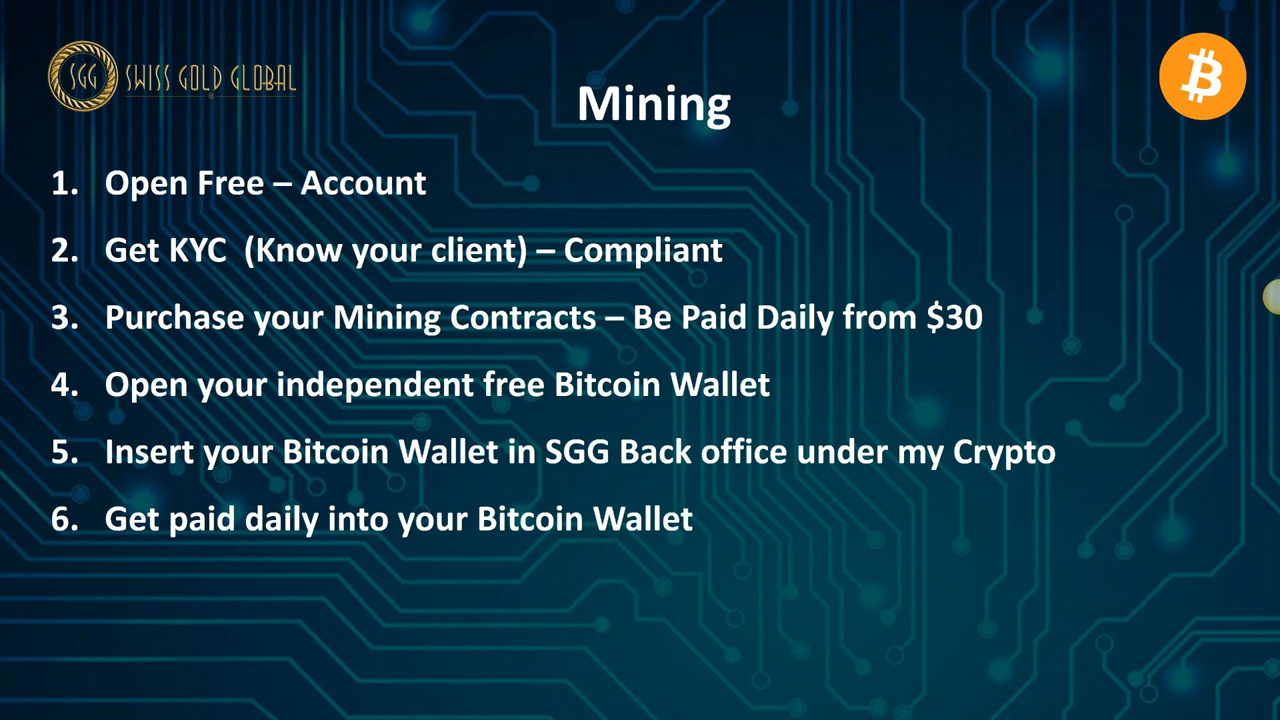 SGG SWISS GOLD GLOBAL
Mining
1. Open Free – Account
2. Get KYC (Know your client) – Compliant
3. Purchase your Mining Contracts – Be Paid Daily from $30
4. Open your independent free Bitcoin Wallet
5. Insert your Bitcoin Wallet in SGG Back office under my Crypto
6. Get paid daily into your Bitcoin Wallet